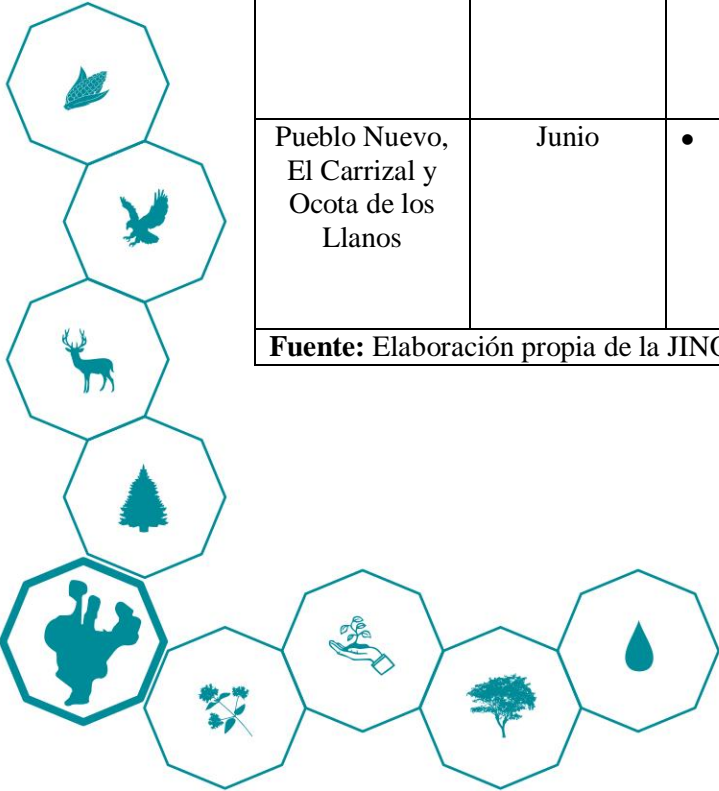 Pueblo Nuevo,
El Carrizal y
Ocota de los
Llanos
Junio
•
Fuente: Elaboración propia de la